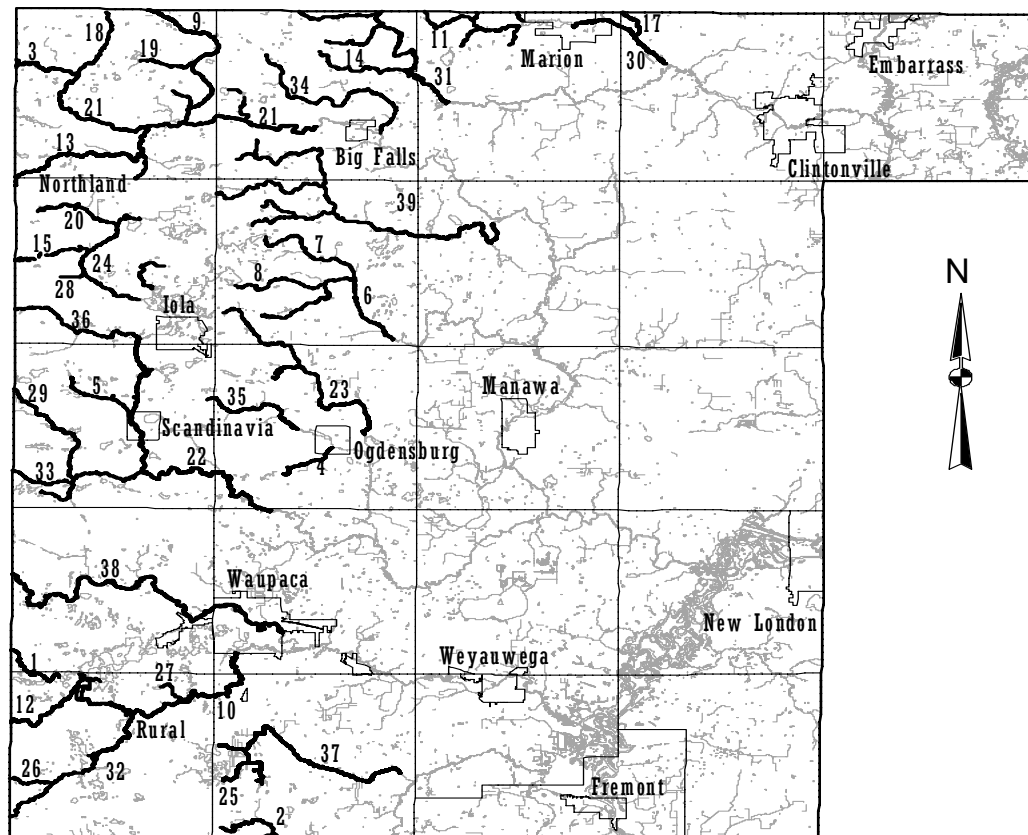 9
17
18
11
3
19
14
30
Marion
Embarrass
31
34
21
21
Big Falls
13
Clintonville
Northland
39
20
7
15
24
8
N
28
6
Iola
36
5
29
23
35
Manawa
Scandinavia
Ogdensburg
22
4
33
38
Waupaca
New London
1
27
Weyauwega
12
10
Rural
37
32
26
25
Fremont
2